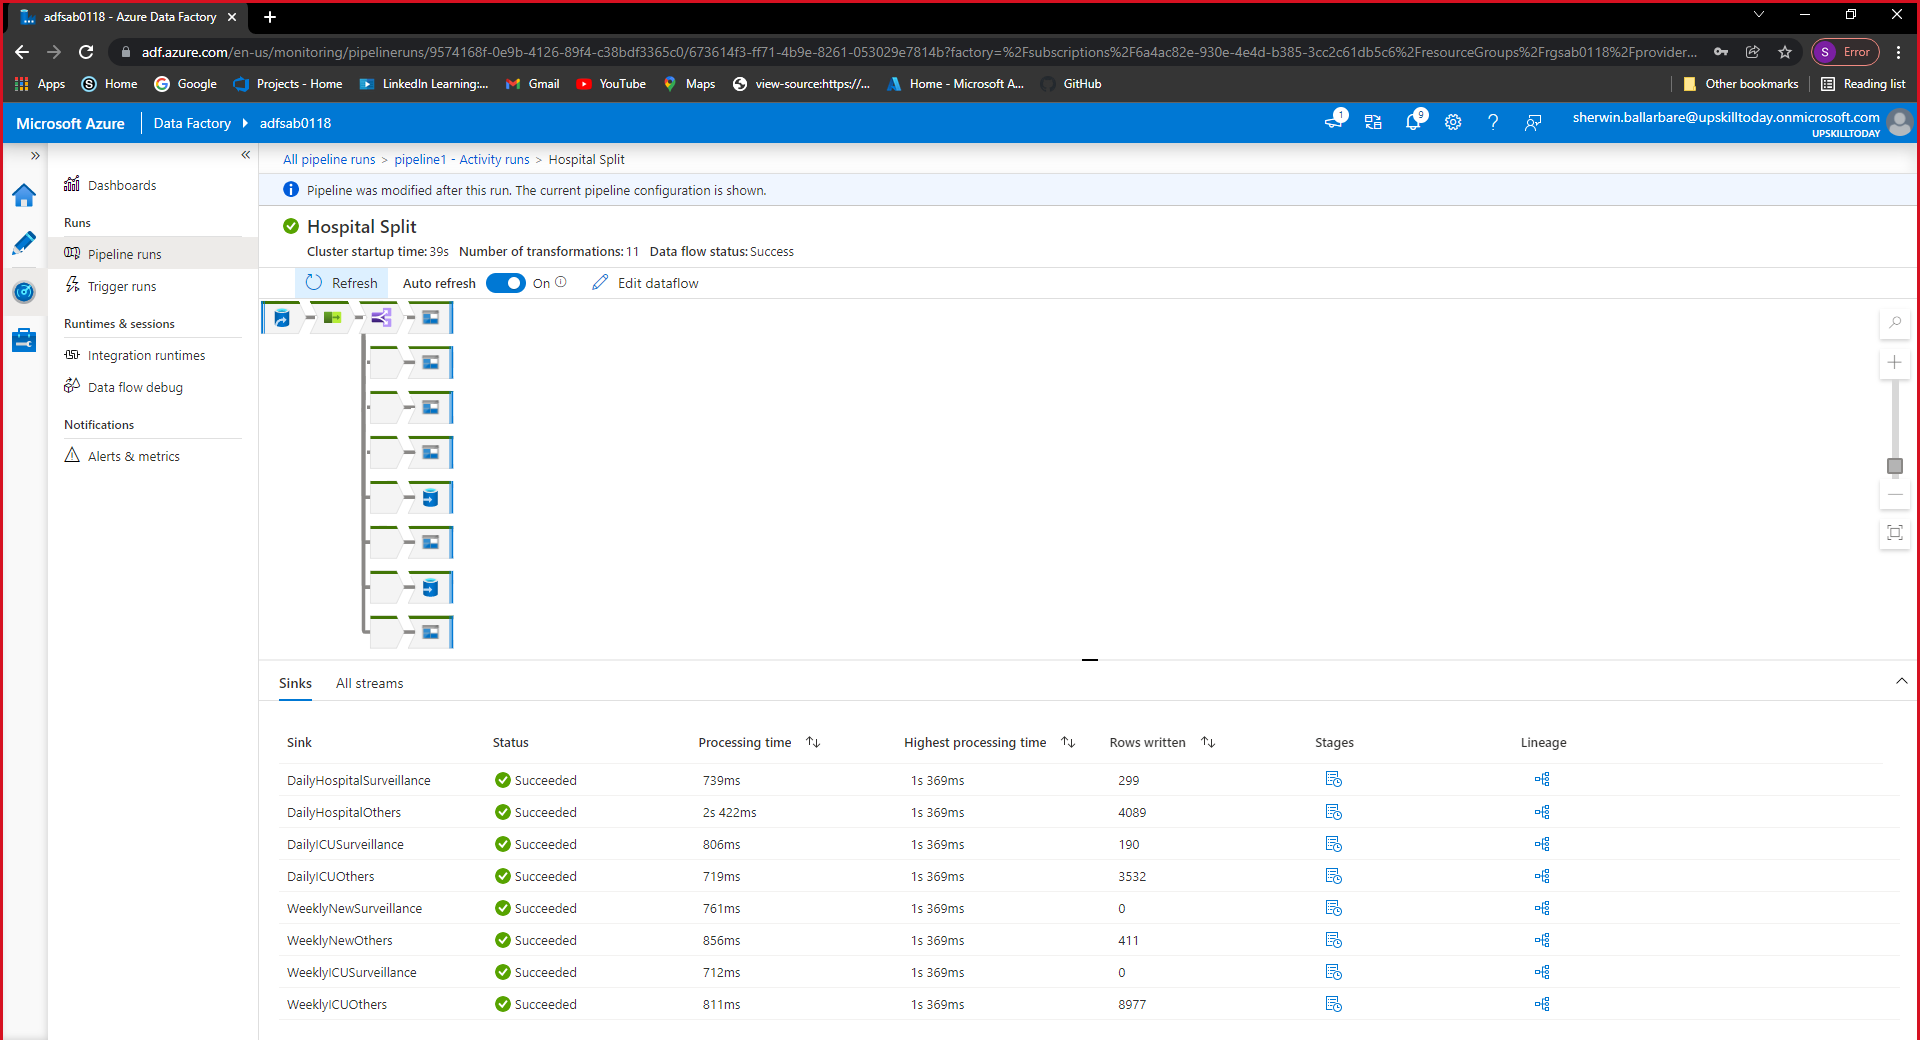 adfsab0118 - Azure Data Factory
adf.azure.com/en-us/monitoring/pipelineruns/9574168f-0e9b-4126-89f4-c38bdf3365c0/673614f3-ff71-4b9e-8261-053029e7814b?factory=%2Fsubscriptions%2F6a4ac82e-930e-4e4d-b385-3cc2c61db5c6%2FresourceGroups%2Frgsab0118%2Fprovider...
S Error
Apps Home Google Projects - Home LinkedIn Learning:... Gmail YouTube Maps view-source:https://... Home - Microsoft A... GitHub Other bookmarks Reading list
Microsoft Azure Data Factory adfsab0118 1 9 sherwin.ballarbare@upskilltoday.onmicrosoft.com
UPSKILLTODAY
Dashboards
Runs
Pipeline runs
Trigger runs
Runtimes & sessions
Integration runtimes
Data flow debug
Notifications
Alerts & metrics
All pipeline runs > pipeline1 - Activity runs > Hospital Split
Pipeline was modified after this run. The current pipeline configuration is shown.
Hospital Split
Cluster startup time: 39s Number of transformations: 11 Data flow status: Success
Refresh Auto refresh On Edit dataflow
Sinks All streams
Sink Status Processing time Highest processing time Rows written Stages Lineage
DailyHospitalSurveillance Succeeded 739ms 1s 369ms 299
DailyHospitalOthers Succeeded 2s 422ms 1s 369ms 4089
DailyICUSurveillance Succeeded 806ms 1s 369ms 190
DailyICUOthers Succeeded 719ms 1s 369ms 3532
WeeklyNewSurveillance Succeeded 761ms 1s 369ms 0
WeeklyNewOthers Succeeded 856ms 1s 369ms 411
WeeklyICUSurveillance Succeeded 712ms 1s 369ms 0
WeeklyICUOthers Succeeded 811ms 1s 369ms 8977